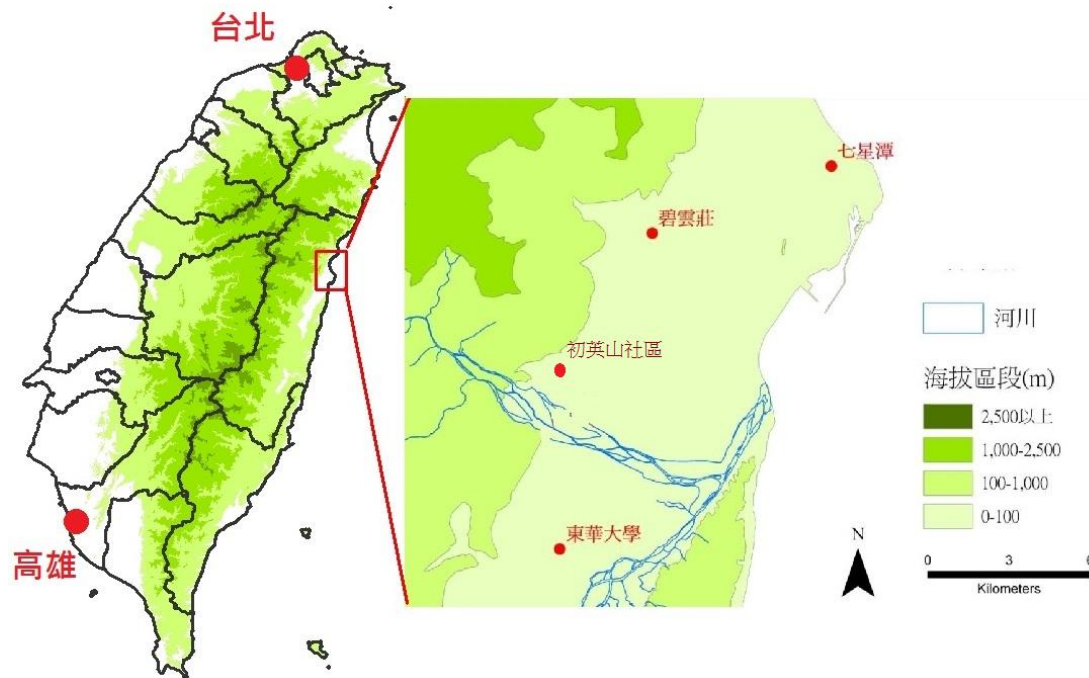 台北
高雄
七星潭
碧雲莊
初英山社區
東華大學
河川
海拔區段(m)
2,500以上
1,000-2,500
100-1,000
0-100
N
0 3 6
Kilometers